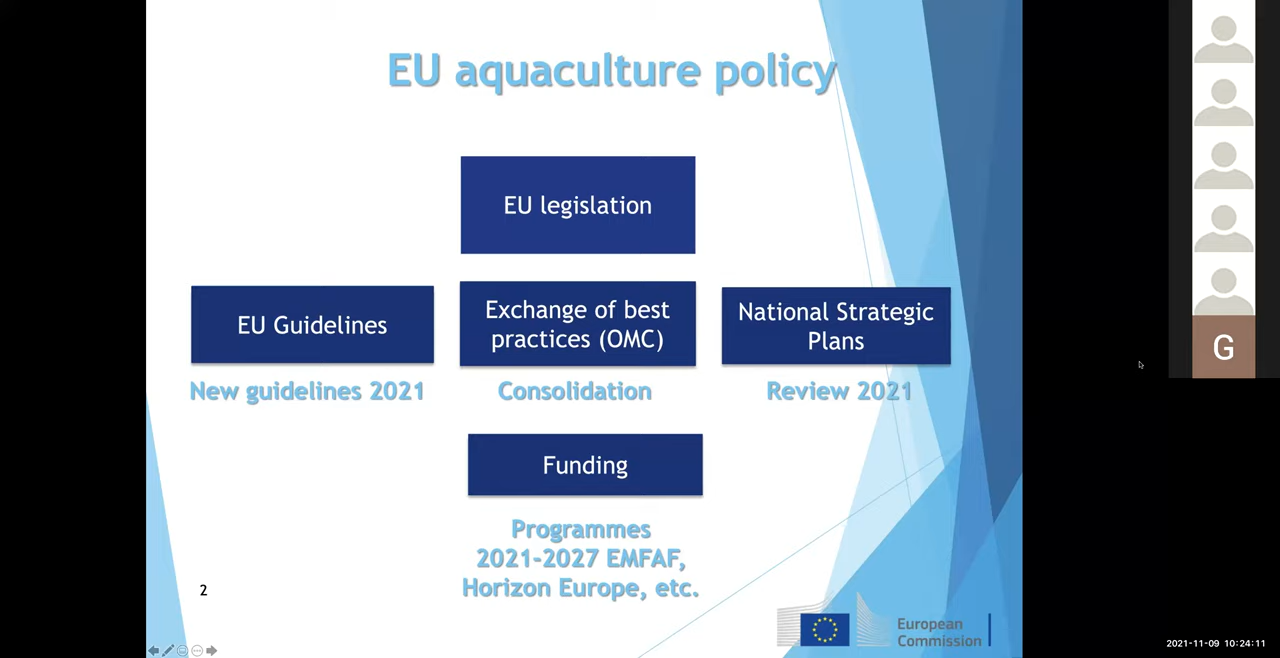 EU aquaculture policy
EU legislation
EU Guidelines
Exchange of best
practices (OMC)
National Strategic
Plans
New guidelines 2021
Consolidation
Review 2021
Funding
Programmes
2021-2027 EMFAF,
Horizon Europe, etc.
2
European
Commission
G
2021-11-09 10:24:11